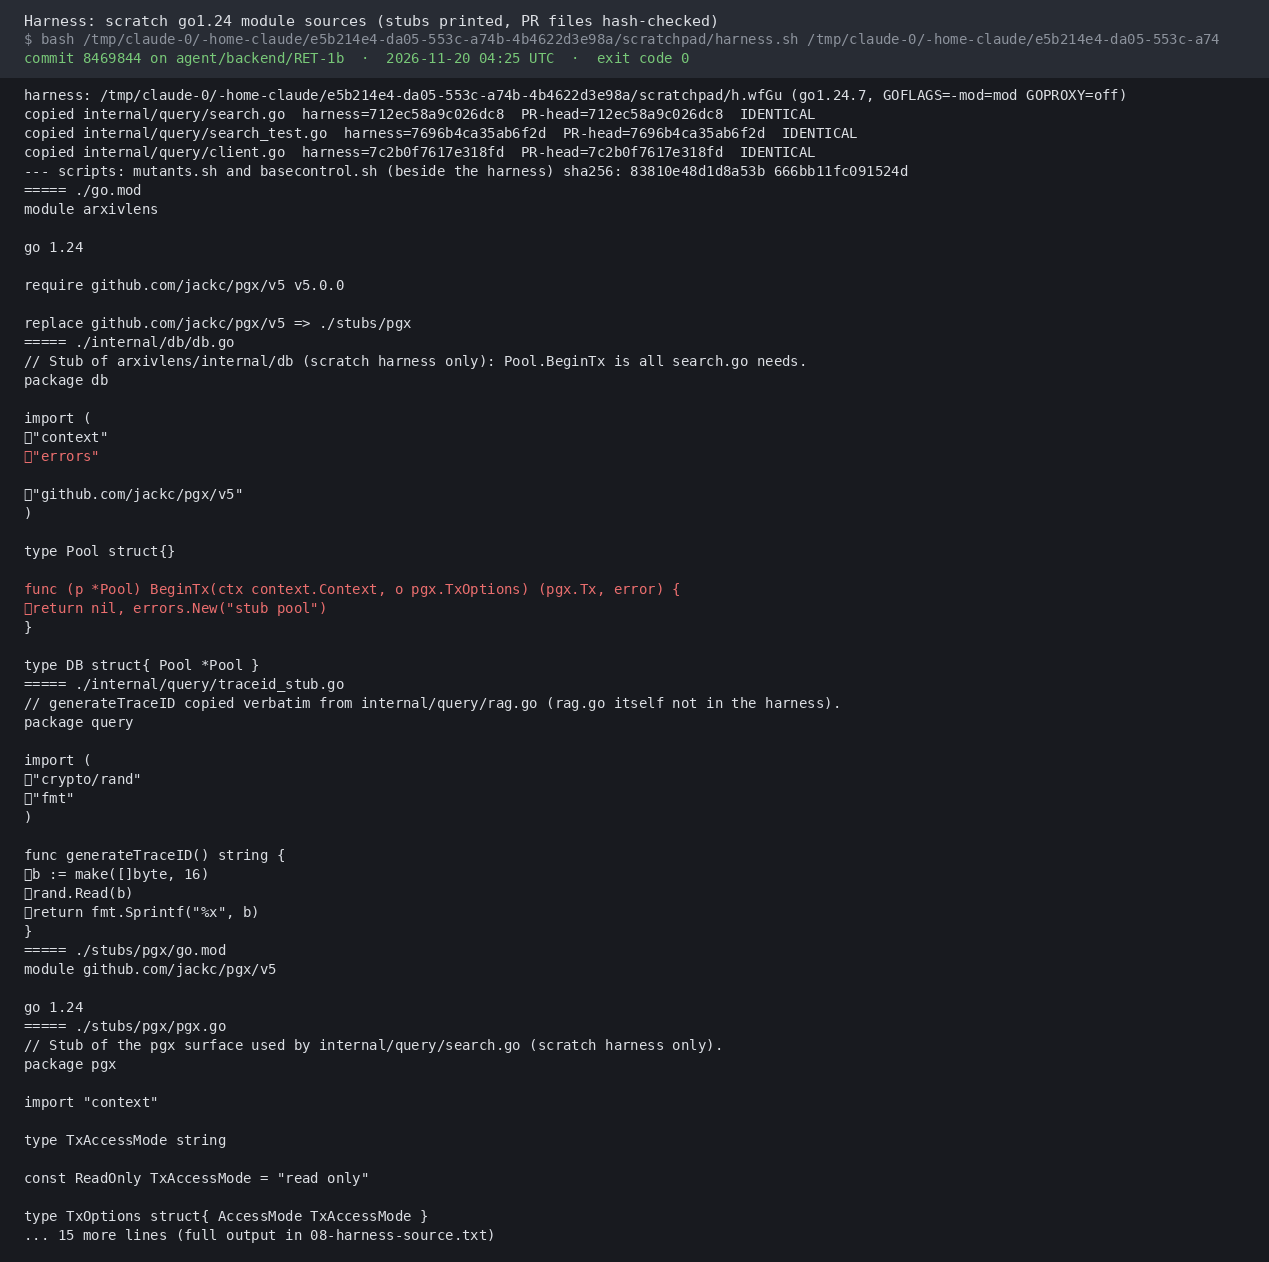 Harness: scratch go1.24 module sources (stubs printed, PR files hash-checked)
$ bash /tmp/claude-0/-home-claude/e5b214e4-da05-553c-a74b-4b4622d3e98a/scratchpad/harness.sh /tmp/claude-0/-home-claude/e5b214e4-da05-553c-a74
commit 8469844 on agent/backend/RET-1b · 2026-11-20 04:25 UTC · exit code 0
harness: /tmp/claude-0/-home-claude/e5b214e4-da05-553c-a74b-4b4622d3e98a/scratchpad/h.wfGu (go1.24.7, GOFLAGS=-mod=mod GOPROXY=off)
copied internal/query/search.go  harness=712ec58a9c026dc8  PR-head=712ec58a9c026dc8  IDENTICAL
copied internal/query/search_test.go  harness=7696b4ca35ab6f2d  PR-head=7696b4ca35ab6f2d  IDENTICAL
copied internal/query/client.go  harness=7c2b0f7617e318fd  PR-head=7c2b0f7617e318fd  IDENTICAL
--- scripts: mutants.sh and basecontrol.sh (beside the harness) sha256: 83810e48d1d8a53b 666bb11fc091524d
===== ./go.mod
module arxivlens
go 1.24
require github.com/jackc/pgx/v5 v5.0.0
replace github.com/jackc/pgx/v5 => ./stubs/pgx
===== ./internal/db/db.go
// Stub of arxivlens/internal/db (scratch harness only): Pool.BeginTx is all search.go needs.
package db
import (
"context"
"errors"
"github.com/jackc/pgx/v5"
)
type Pool struct{}
func (p *Pool) BeginTx(ctx context.Context, o pgx.TxOptions) (pgx.Tx, error) {
return nil, errors.New("stub pool")
}
type DB struct{ Pool *Pool }
===== ./internal/query/traceid_stub.go
// generateTraceID copied verbatim from internal/query/rag.go (rag.go itself not in the harness).
package query
import (
"crypto/rand"
"fmt"
)
func generateTraceID() string {
b := make([]byte, 16)
rand.Read(b)
return fmt.Sprintf("%x", b)
}
===== ./stubs/pgx/go.mod
module github.com/jackc/pgx/v5
go 1.24
===== ./stubs/pgx/pgx.go
// Stub of the pgx surface used by internal/query/search.go (scratch harness only).
package pgx
import "context"
type TxAccessMode string
const ReadOnly TxAccessMode = "read only"
type TxOptions struct{ AccessMode TxAccessMode }
... 15 more lines (full output in 08-harness-source.txt)